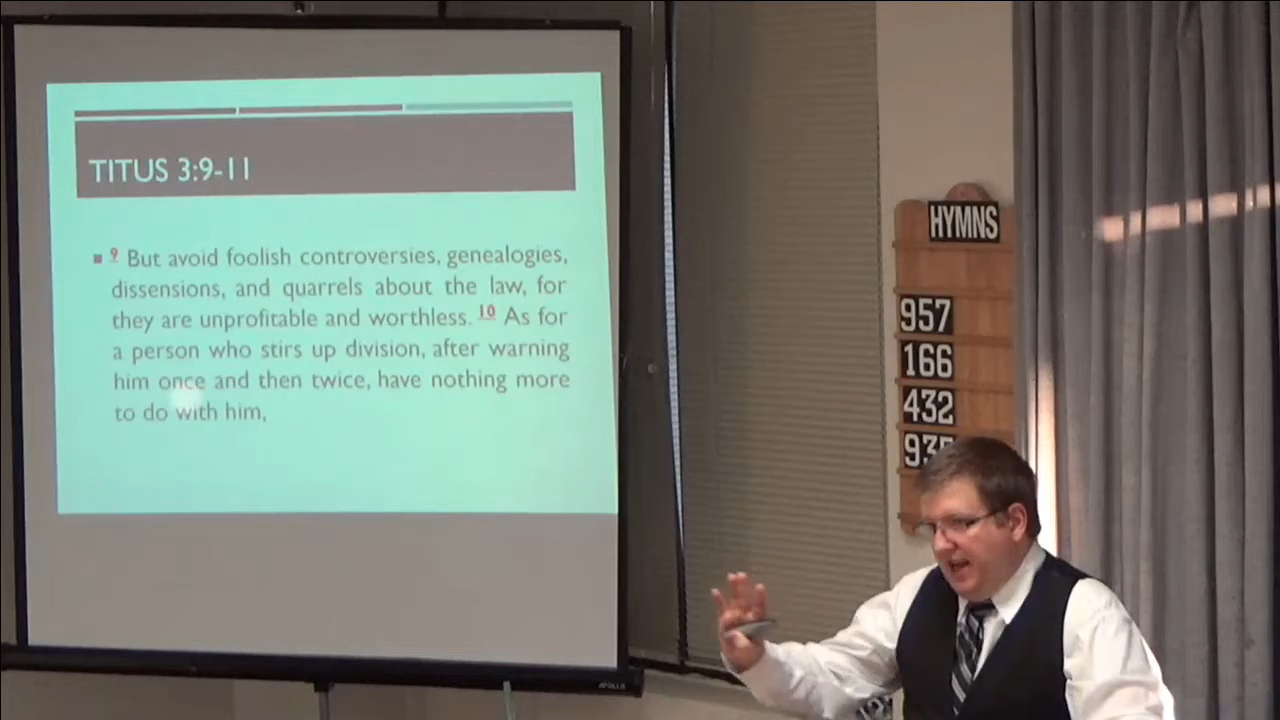 TITUS 3:9-11
■ 9 But avoid foolish controversies, genealogies,
dissensions, and quarrels about the law, for
they are unprofitable and worthless. 10 As for
a person who stirs up division, after warning
him once and then twice, have nothing more
to do with him,
HYMNS
957
166
432
APOLLO